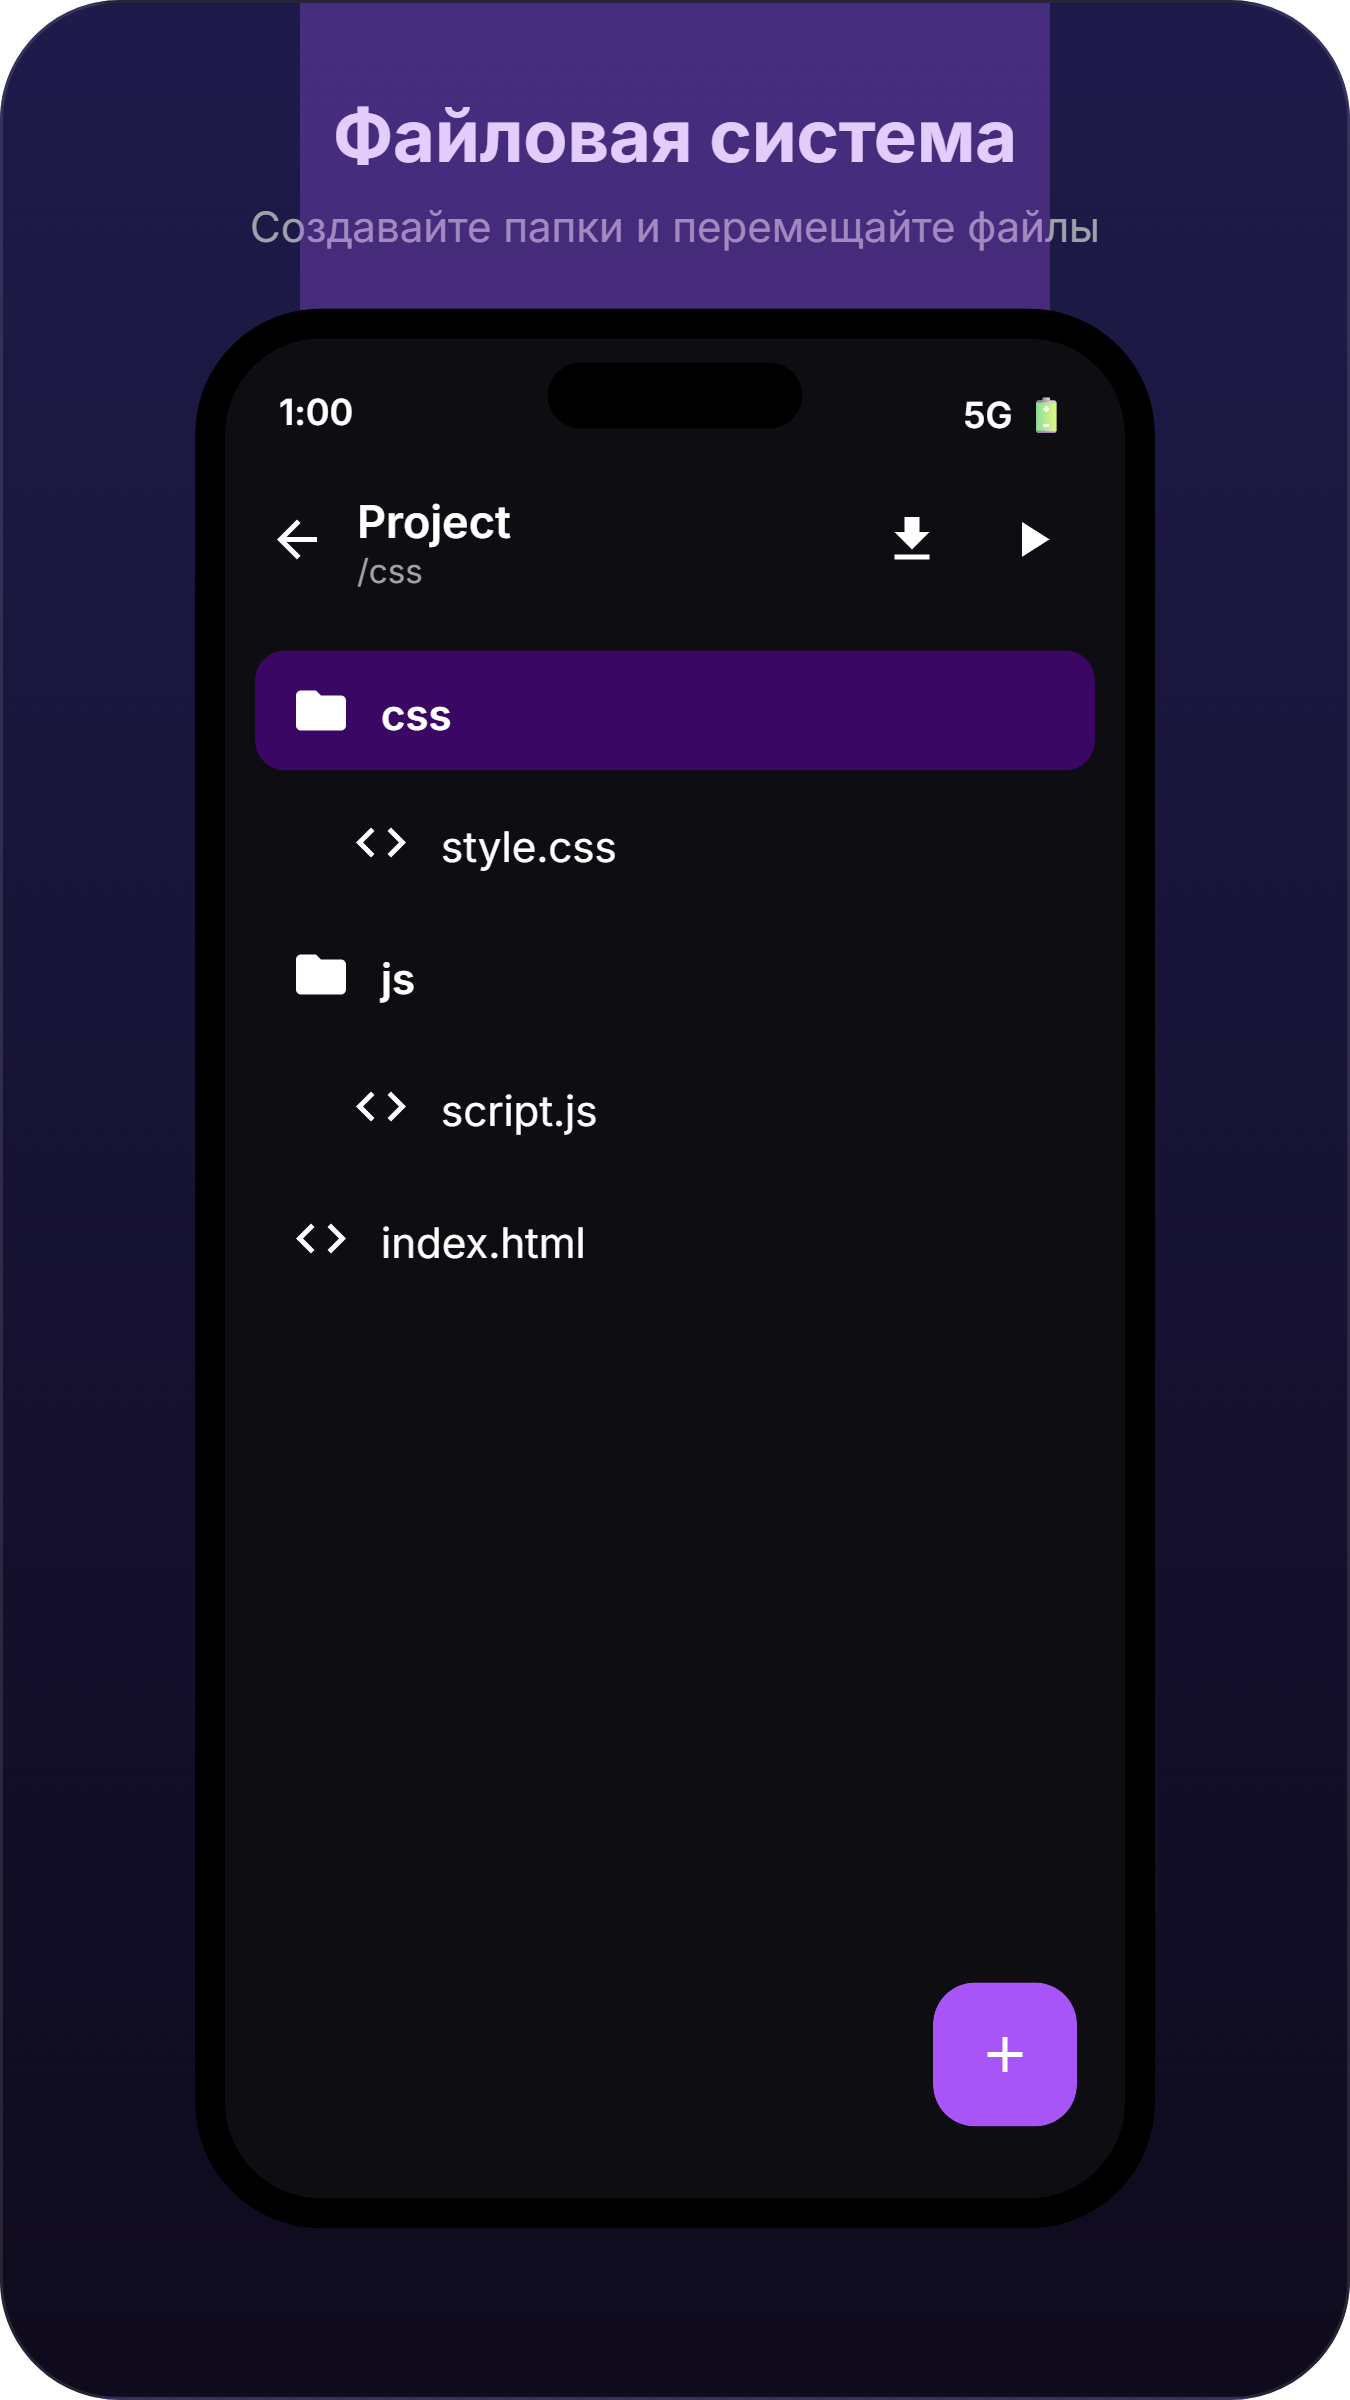 Файловая система
Создавайте папки и перемещайте файлы
1:00 5G
Project
/css
css
style.css
js
script.js
index.html